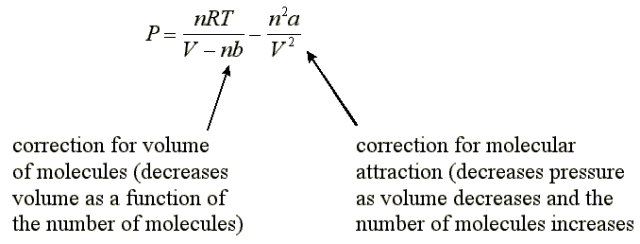 P = nRT / (V − nb) − n²a / V²
correction for volume
of molecules (decreases
volume as a function of
the number of molecules)
correction for molecular
attraction (decreases pressure
as volume decreases and the
number of molecules increases